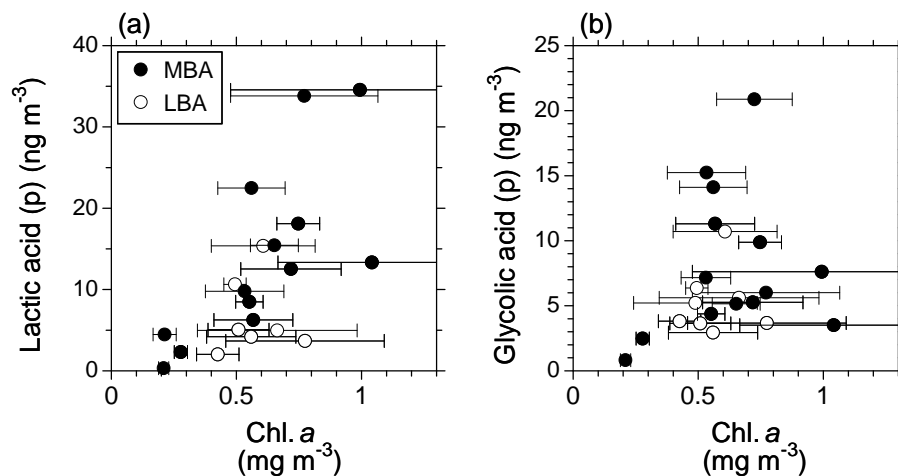 (a)
Lactic acid (p) (ng m⁻³)
40
30
20
10
0
MBA
LBA
0
0.5
1
Chl. a
(mg m⁻³)
(b)
Glycolic acid (p) (ng m⁻³)
25
20
15
10
5
0
0
0.5
1
Chl. a
(mg m⁻³)